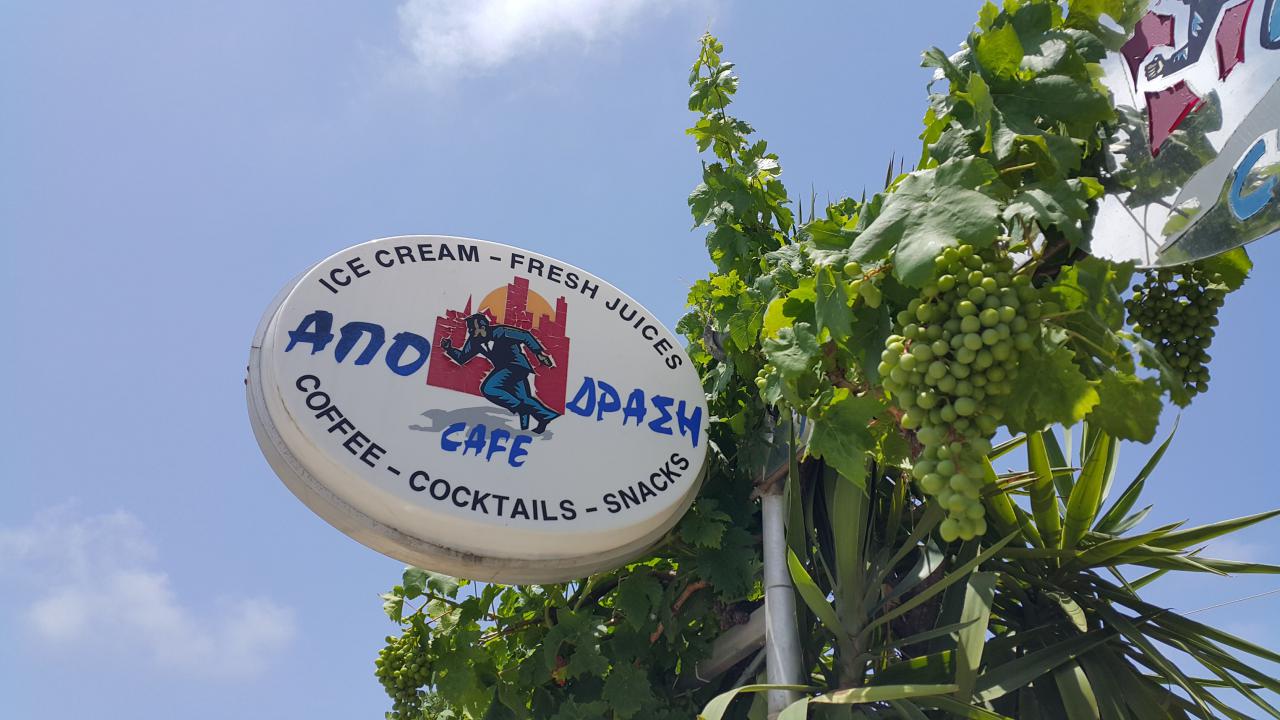 ICE CREAM - FRESH JUICES
ΑΠΟ ΔΡΑΣΗ
CAFE
COFFEE - COCKTAILS - SNACKS